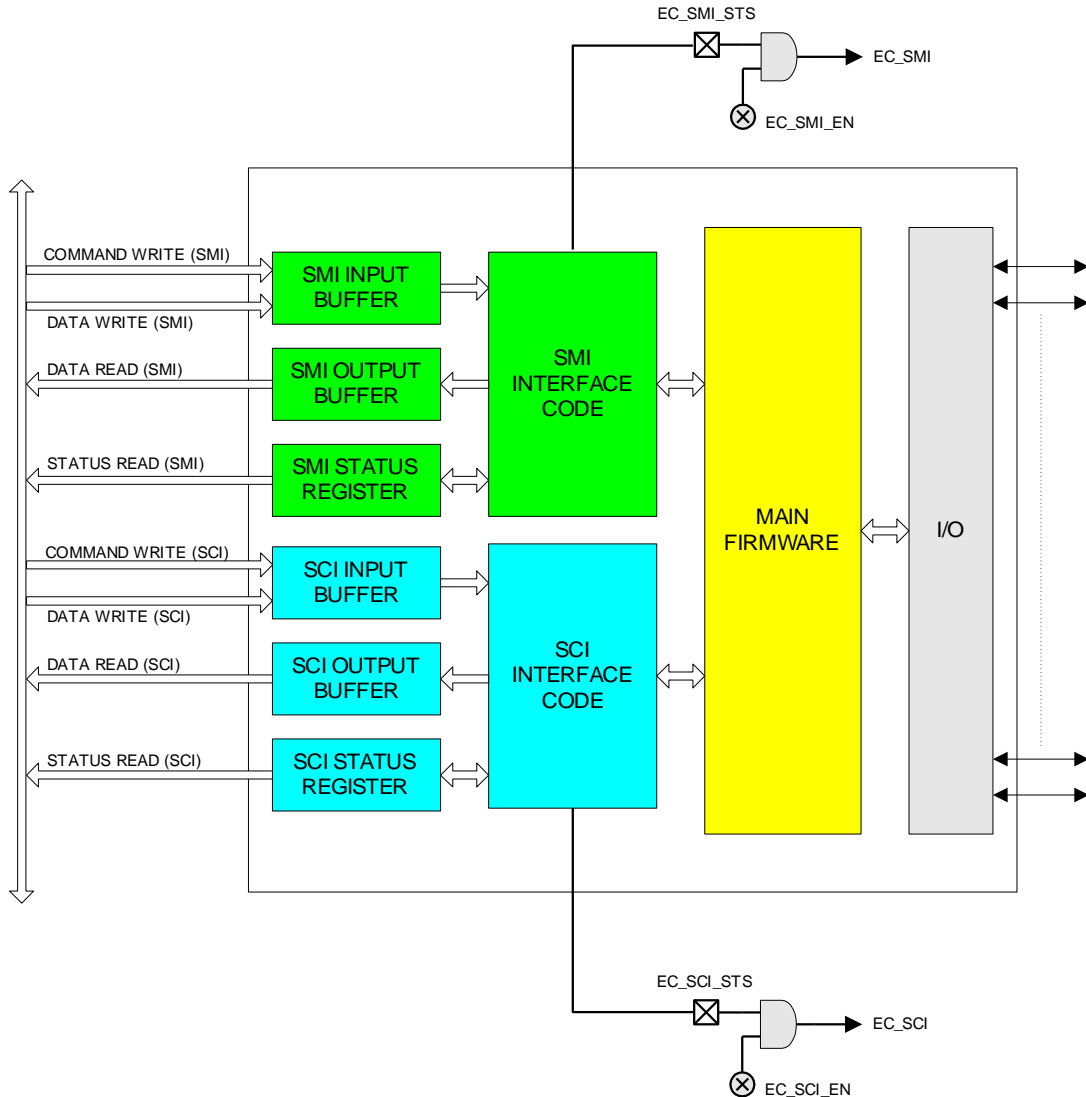 EC_SMI_STS
EC_SMI
EC_SMI_EN
COMMAND WRITE (SMI)
DATA WRITE (SMI)
DATA READ (SMI)
STATUS READ (SMI)
COMMAND WRITE (SCI)
DATA WRITE (SCI)
DATA READ (SCI)
STATUS READ (SCI)
SMI INPUT
BUFFER
SMI OUTPUT
BUFFER
SMI STATUS
REGISTER
SCI INPUT
BUFFER
SCI OUTPUT
BUFFER
SCI STATUS
REGISTER
SMI
INTERFACE
CODE
SCI
INTERFACE
CODE
MAIN
FIRMWARE
I/O
EC_SCI_STS
EC_SCI
EC_SCI_EN